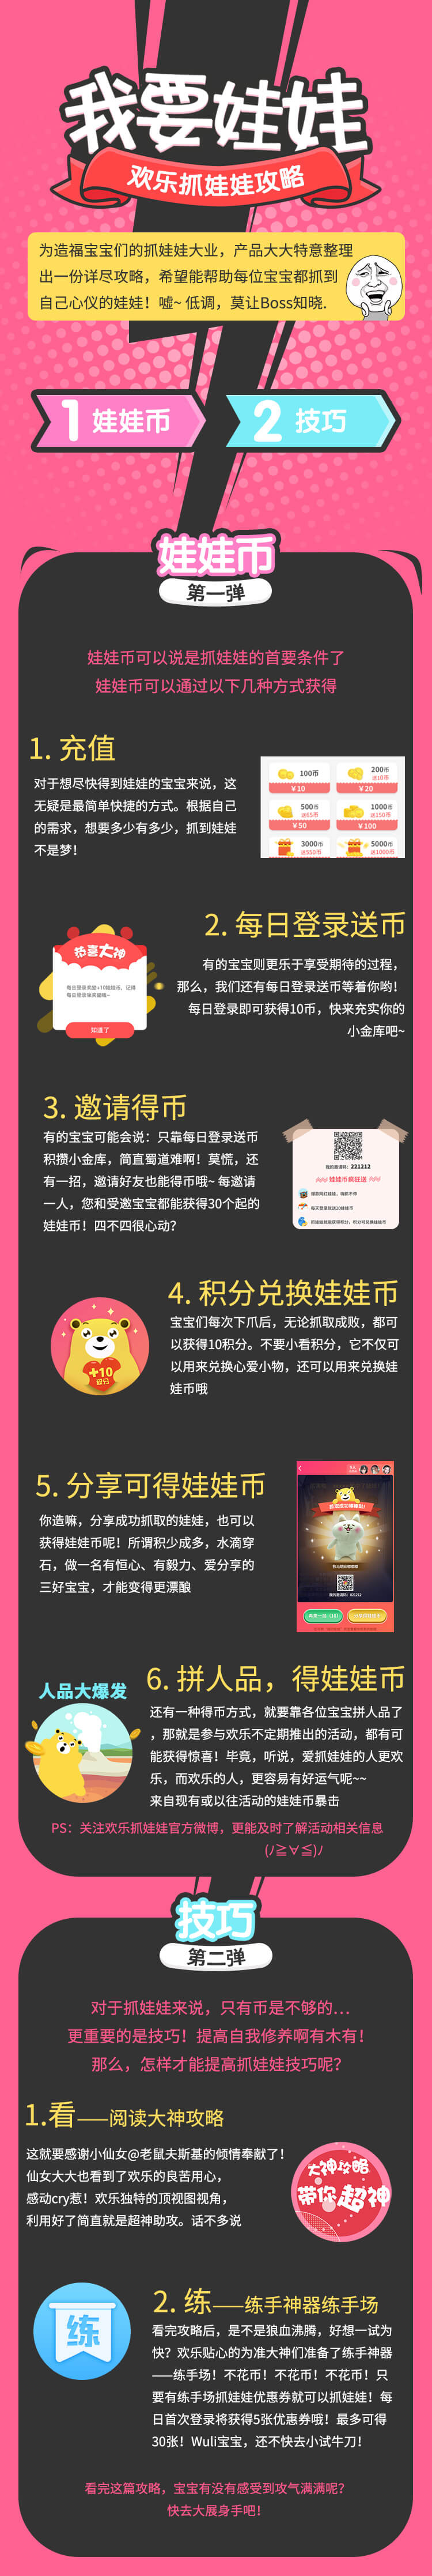 我要娃娃
欢乐抓娃娃攻略
为造福宝宝们的抓娃娃大业，产品大大特意整理
出一份详尽攻略，希望能帮助每位宝宝都抓到
自己心仪的娃娃！嘘~ 低调，莫让Boss知晓.
1 娃娃币
2 技巧
娃娃币
第一弹
娃娃币可以说是抓娃娃的首要条件了
娃娃币可以通过以下几种方式获得
1. 充值
对于想尽快得到娃娃的宝宝来说，这
无疑是最简单快捷的方式。根据自己
的需求，想要多少有多少，抓到娃娃
不是梦！
100币
￥10
200币
送10币
￥20
500币
送65币
￥50
1000币
送150币
￥100
3000币
送550币
5000币
送1000币
2. 每日登录送币
有的宝宝则更乐于享受期待的过程，
那么，我们还有每日登录送币等着你哟！
每日登录即可获得10币，快来充实你的
小金库吧~
恭喜大神
每日登录奖励+10娃娃币，记得
每日登录领奖励哦~
知道了
3. 邀请得币
有的宝宝可能会说：只靠每日登录送币
积攒小金库，简直蜀道难啊！莫慌，还
有一招，邀请好友也能得币哦~ 每邀请
一人，您和受邀宝宝都能获得30个起的
娃娃币！四不四很心动?
我的邀请码：221212
娃娃币疯狂送
4. 积分兑换娃娃币
宝宝们每次下爪后，无论抓取成败，都可
以获得10积分。不要小看积分，它不仅可
以用来兑换心爱小物，还可以用来兑换娃
娃币哦
+10
积分
5. 分享可得娃娃币
你造嘛，分享成功抓取的娃娃，也可以
获得娃娃币呢！所谓积少成多，水滴穿
石，做一名有恒心、有毅力、爱分享的
三好宝宝，才能变得更漂酿
6. 拼人品，得娃娃币
人品大爆发
还有一种得币方式，就要靠各位宝宝拼人品了
，那就是参与欢乐不定期推出的活动，都有可
能获得惊喜！毕竟，听说，爱抓娃娃的人更欢
乐，而欢乐的人，更容易有好运气呢~~
来自现有或以往活动的娃娃币暴击
PS：关注欢乐抓娃娃官方微博，更能及时了解活动相关信息
(ﾉ≧∀≦)ﾉ
技巧
第二弹
对于抓娃娃来说，只有币是不够的…
更重要的是技巧！提高自我修养啊有木有！
那么，怎样才能提高抓娃娃技巧呢？
1.看——阅读大神攻略
这就要感谢小仙女@老鼠夫斯基的倾情奉献了！
仙女大大也看到了欢乐的良苦用心，
感动cry惹！欢乐独特的顶视图视角，
利用好了简直就是超神助攻。话不多说
大神攻略
带你超神
2. 练——练手神器练手场
练
看完攻略后，是不是狼血沸腾，好想一试为
快？欢乐贴心的为准大神们准备了练手神器
——练手场！不花币！不花币！不花币！只
要有练手场抓娃娃优惠券就可以抓娃娃！每
日首次登录将获得5张优惠券哦！最多可得
30张！Wuli宝宝，还不快去小试牛刀！
看完这篇攻略，宝宝有没有感受到攻气满满呢？
快去大展身手吧！